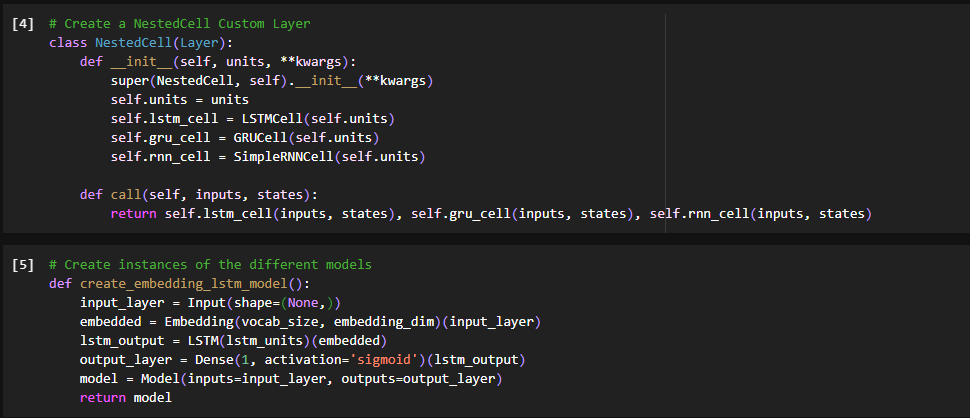 [4] # Create a NestedCell Custom Layer
class NestedCell(Layer):
    def __init__(self, units, **kwargs):
        super(NestedCell, self).__init__(**kwargs)
        self.units = units
        self.lstm_cell = LSTMCell(self.units)
        self.gru_cell = GRUCell(self.units)
        self.rnn_cell = SimpleRNNCell(self.units)

    def call(self, inputs, states):
        return self.lstm_cell(inputs, states), self.gru_cell(inputs, states), self.rnn_cell(inputs, states)

[5] # Create instances of the different models
def create_embedding_lstm_model():
    input_layer = Input(shape=(None,))
    embedded = Embedding(vocab_size, embedding_dim)(input_layer)
    lstm_output = LSTM(lstm_units)(embedded)
    output_layer = Dense(1, activation='sigmoid')(lstm_output)
    model = Model(inputs=input_layer, outputs=output_layer)
    return model